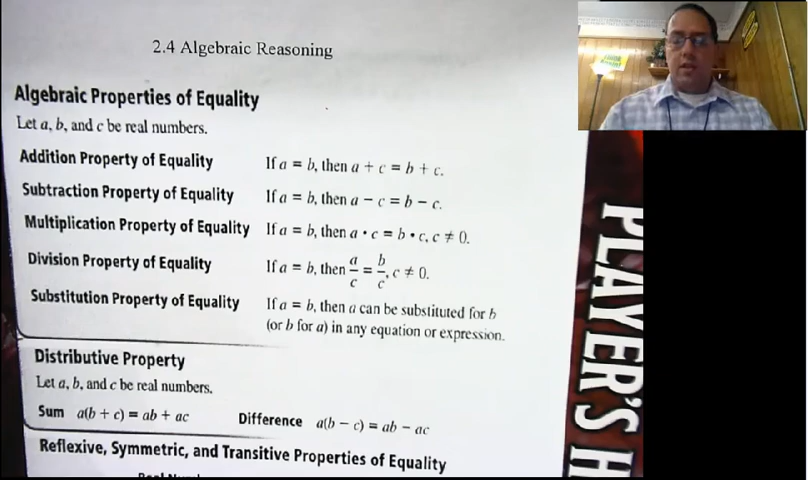 2.4 Algebraic Reasoning
Algebraic Properties of Equality
Let a, b, and c be real numbers.
Addition Property of Equality If a = b, then a + c = b + c.
Subtraction Property of Equality If a = b, then a − c = b − c.
Multiplication Property of Equality If a = b, then a • c = b • c, c ≠ 0.
Division Property of Equality If a = b, then a/c = b/c, c ≠ 0.
Substitution Property of Equality If a = b, then a can be substituted for b
(or b for a) in any equation or expression.
Distributive Property
Let a, b, and c be real numbers.
Sum a(b + c) = ab + ac Difference a(b − c) = ab − ac
Reflexive, Symmetric, and Transitive Properties of Equality
PLAYER'S H